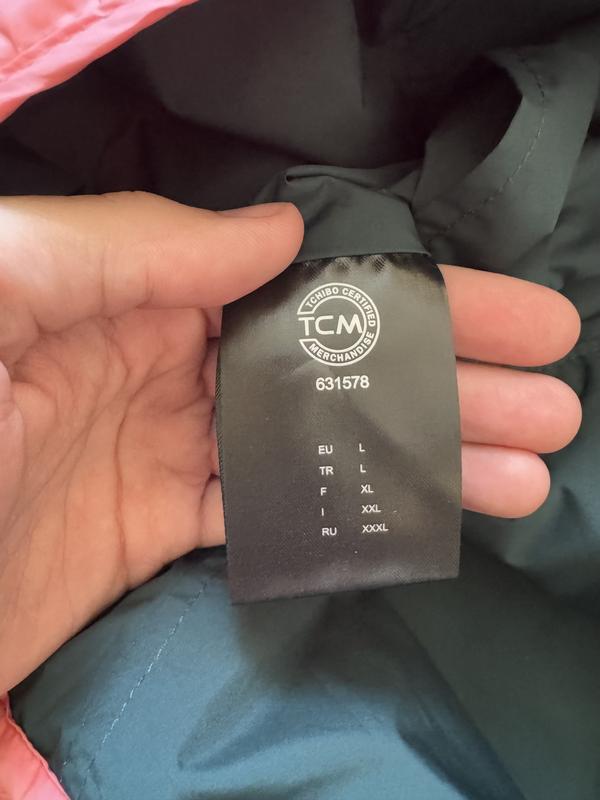 TCHIBO CERTIFIED
TCM
MERCHANDISE
631578
EU L
TR L
F XL
I XXL
RU XXXL